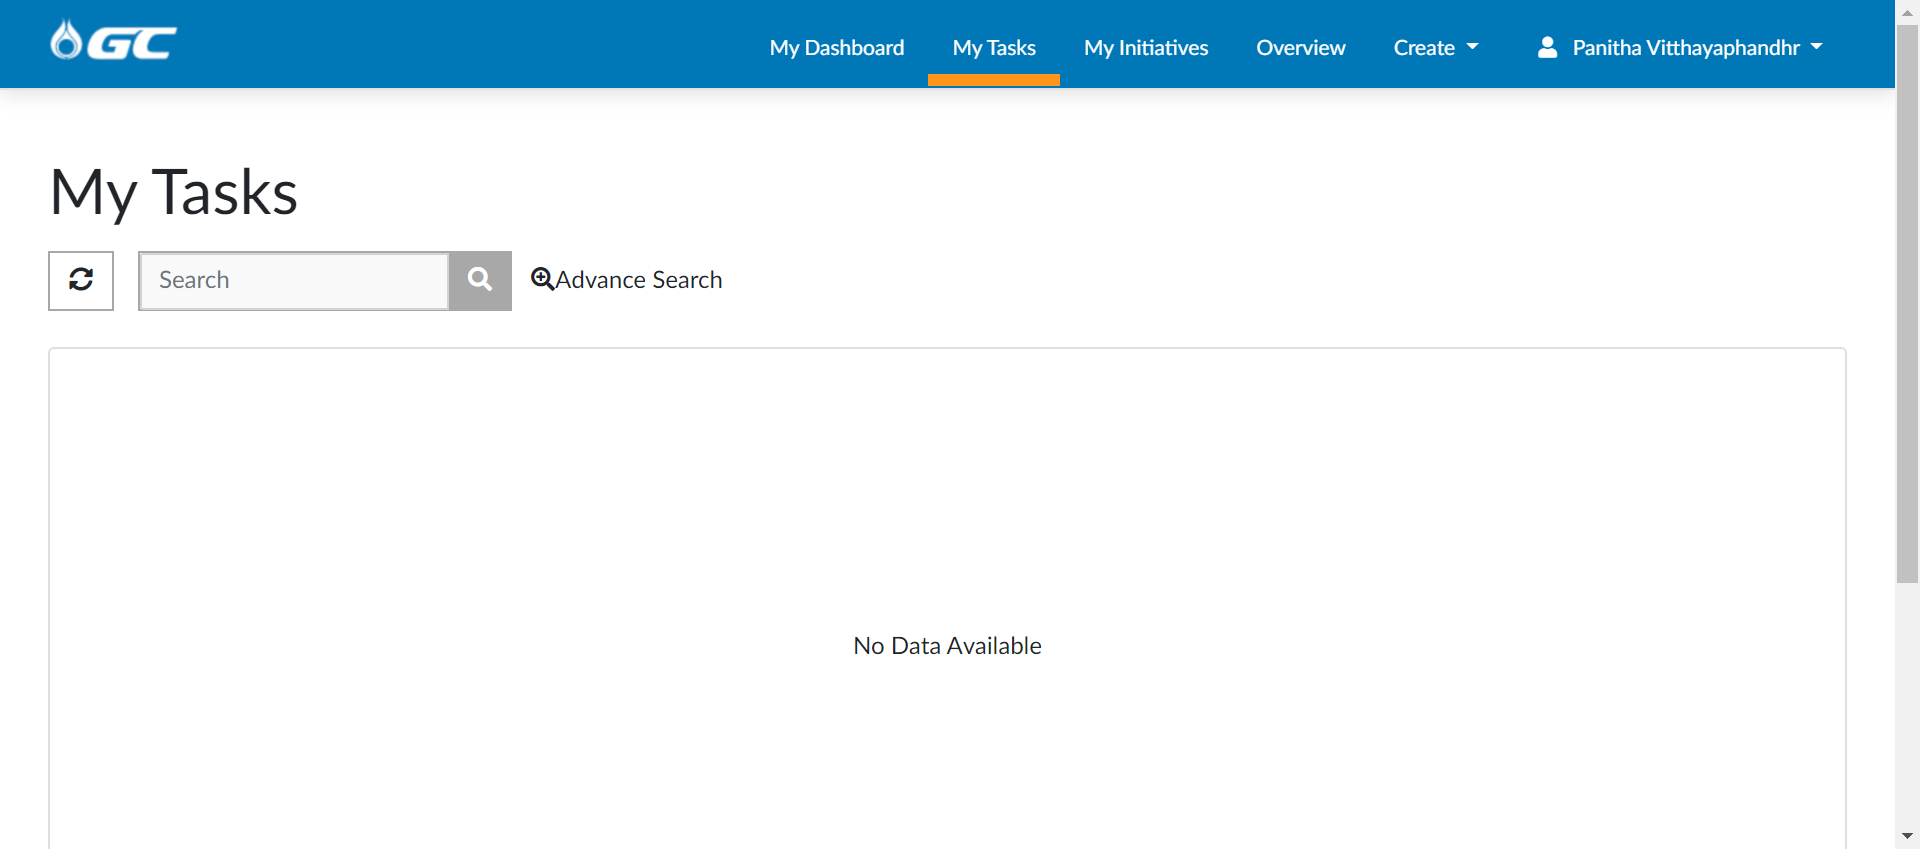 GC
My Dashboard My Tasks My Initiatives Overview Create Panitha Vitthayaphandhr
My Tasks
Search Advance Search
No Data Available